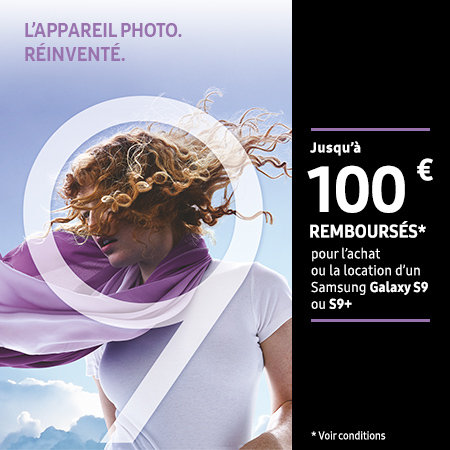 L'APPAREIL PHOTO.
RÉINVENTÉ.
9
Jusqu'à
100 €
REMBOURSÉS*
pour l'achat
ou la location d'un
Samsung Galaxy S9
ou S9+
* Voir conditions